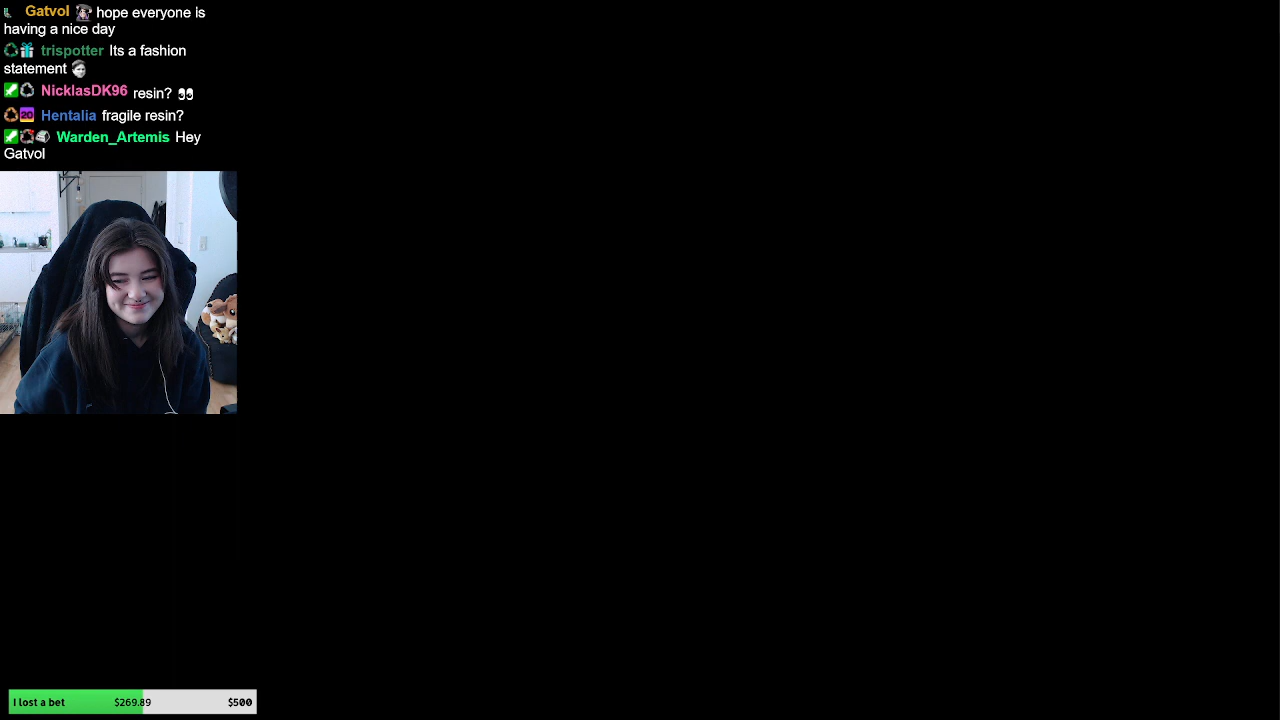 Gatvol hope everyone is
having a nice day
trispotter Its a fashion
statement
NicklasDK96 resin?
20 Hentalia fragile resin?
Warden_Artemis Hey
Gatvol
I lost a bet $269.89 $500